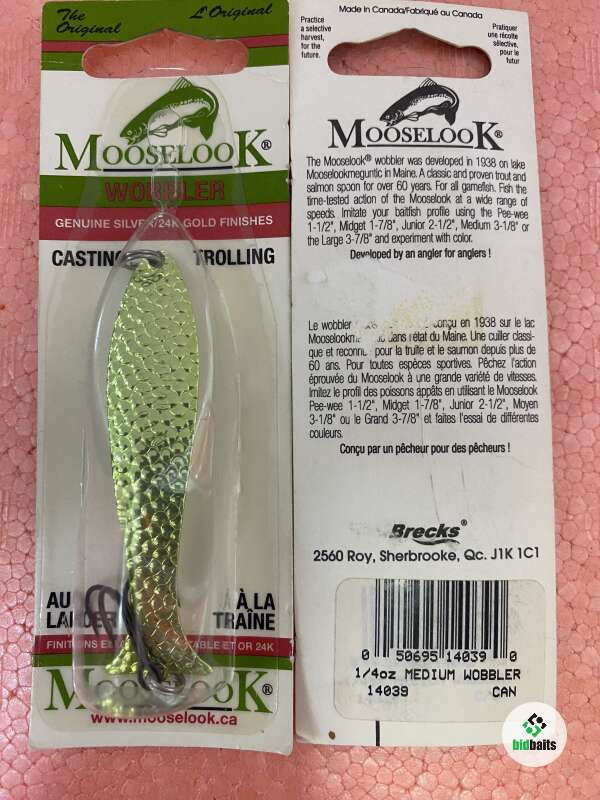 The Original
L'Original
MOOSELOOK®
WOBBLER
GENUINE SILVER/24K GOLD FINISHES
CASTING TROLLING
AU LANCER
À LA TRAÎNE
FINITIONS ET OR 24K
MOOSELOOK®
www.mooselook.ca
Made in Canada/Fabriqué au Canada
Practice
a selective
harvest,
for the
future.
Pratiquer
une récolte
sélective,
pour le
futur
MOOSELOOK®
The Mooselook® wobbler was developed in 1938 on lake
Mooselookmeguntic in Maine. A classic and proven trout and
salmon spoon for over 60 years. For all gamefish. Fish the
time-tested action of the Mooselook at a wide range of
speeds. Imitate your baitfish profile using the Pee-wee
1-1/2", Midget 1-7/8", Junior 2-1/2", Medium 3-1/8" or
the Large 3-7/8" and experiment with color.
Developed by an angler for anglers !
Le wobbler conçu en 1938 sur le lac
dans l'état du Maine. Une cuiller classi-
que et reconnu pour la truite et le saumon depuis plus de
60 ans. Pour toutes espèces sportives. Pêchez l'action
éprouvée du Mooselook à une grande variété de vitesses.
Imitez le profil des poissons appâts en utilisant le Mooselook
Pee-wee 1-1/2", Midget 1-7/8", Junior 2-1/2", Moyen
3-1/8" ou le Grand 3-7/8" et faites l'essai de différentes
couleurs.
Conçu par un pêcheur pour des pêcheurs !
Brecks®
2560 Roy, Sherbrooke, Qc. J1K 1C1
0 50695 14039 0
1/4oz MEDIUM WOBBLER
14039 CAN
bidbaits